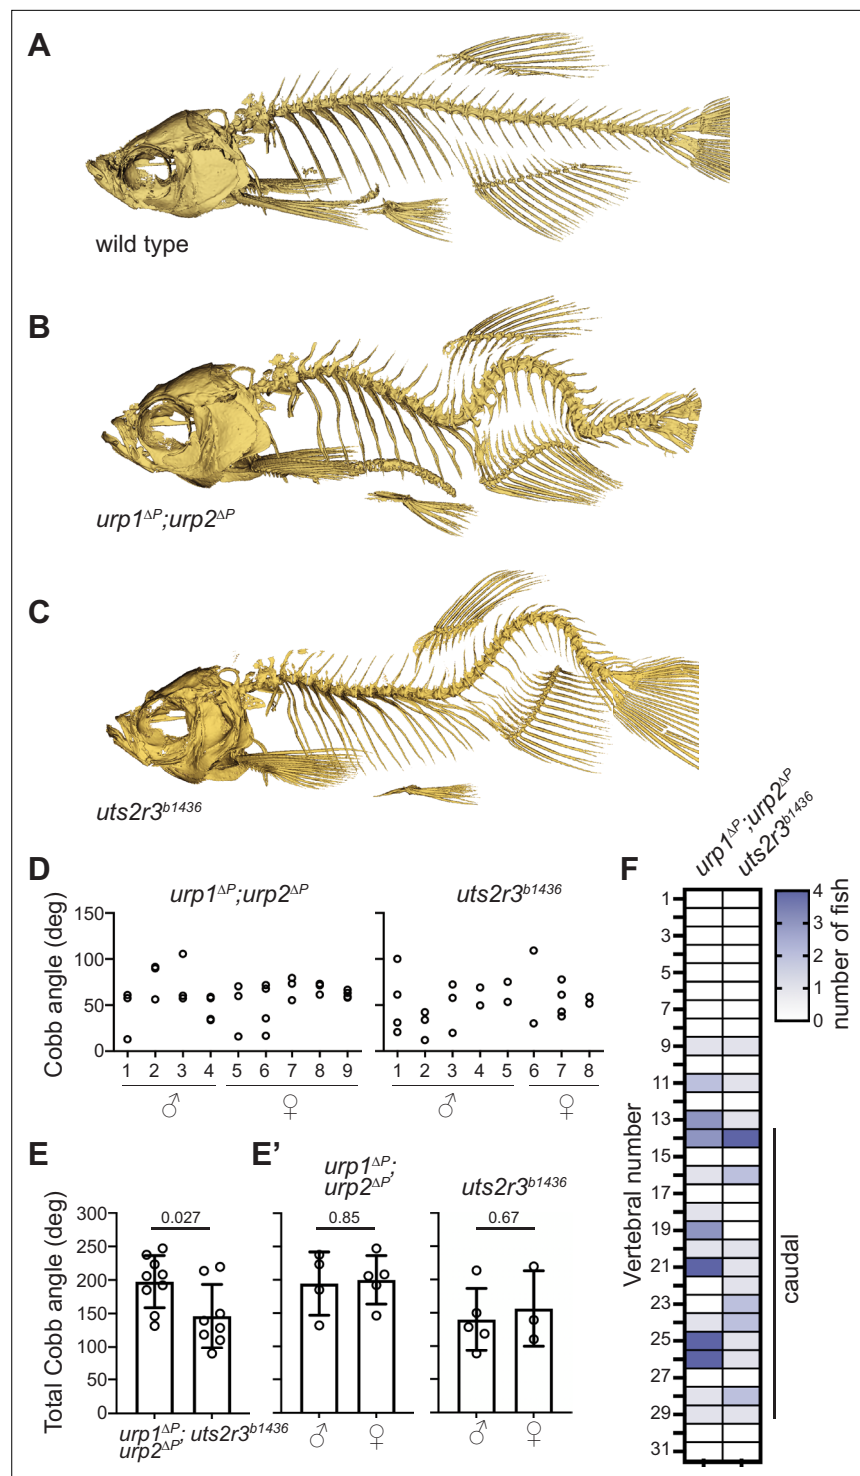 A
wild type
B
urp1ΔP;urp2ΔP
C
uts2r3b1436
D
urp1ΔP;urp2ΔP
uts2r3b1436
Cobb angle (deg)
150
100
50
0
1 2 3 4 5 6 7 8 9
♂ ♀
1 2 3 4 5 6 7 8
♂ ♀
E
Total Cobb angle (deg)
300
250
200
150
100
50
0
0.027
urp1ΔP; uts2r3b1436
urp2ΔP
E'
urp1ΔP;
urp2ΔP
0.85
♂ ♀
uts2r3b1436
0.67
♂ ♀
F
urp1ΔP;urp2ΔP
uts2r3b1436
Vertebral number
1
3
5
7
9
11
13
15
17
19
21
23
25
27
29
31
caudal
4
3
2
1
0
number of fish